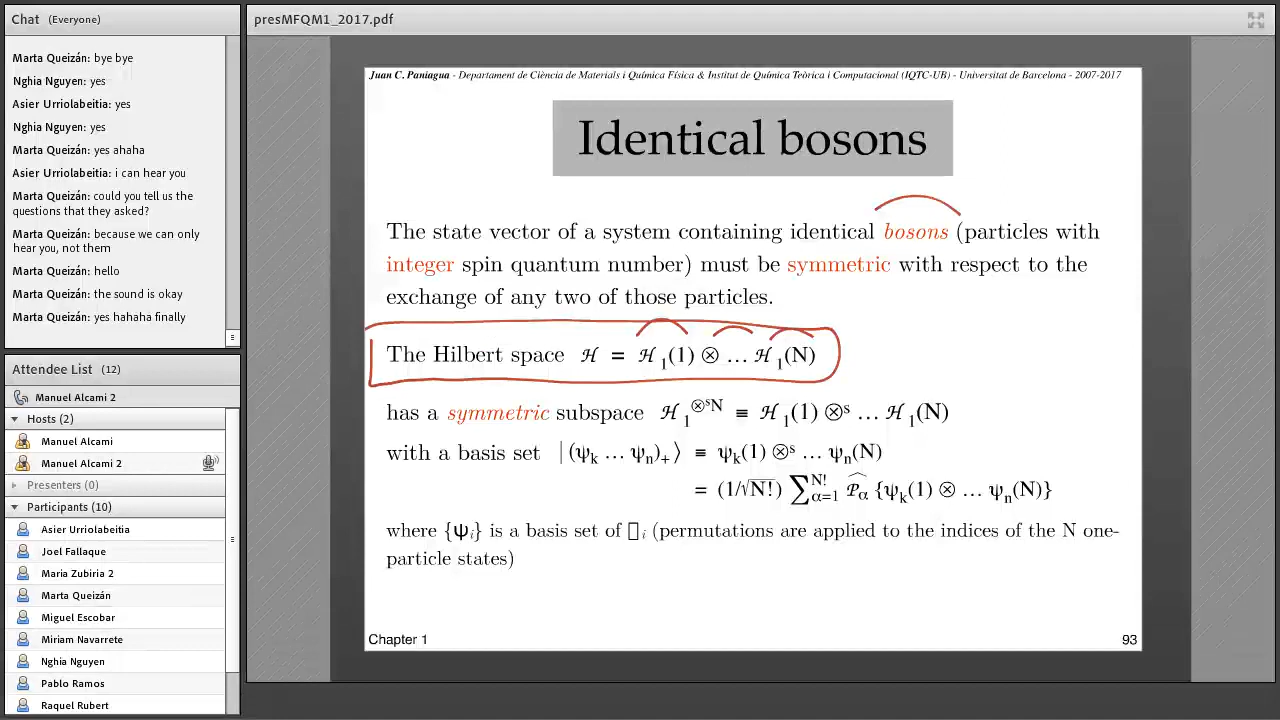 Chat (Everyone)
Marta Queizán: bye bye
Nghia Nguyen: yes
Asier Urriolabeitia: yes
Nghia Nguyen: yes
Marta Queizán: yes ahaha
Asier Urriolabeitia: i can hear you
Marta Queizán: could you tell us the
questions that they asked?
Marta Queizán: because we can only
hear you, not them
Marta Queizán: hello
Marta Queizán: the sound is okay
Marta Queizán: yes hahaha finally
Attendee List (12)
Manuel Alcami 2
Hosts (2)
Manuel Alcami
Manuel Alcami 2
Presenters (0)
Participants (10)
Asier Urriolabeitia
Joel Fallaque
Maria Zubiria 2
Marta Queizán
Miguel Escobar
Miriam Navarrete
Nghia Nguyen
Pablo Ramos
Raquel Rubert
presMFQM1_2017.pdf
Juan C. Paniagua - Departament de Ciència de Materials i Química Física & Institut de Química Teòrica i Computacional (IQTC-UB) - Universitat de Barcelona - 2007-2017
Identical bosons
The state vector of a system containing identical bosons (particles with
integer spin quantum number) must be symmetric with respect to the
exchange of any two of those particles.
The Hilbert space ℋ = ℋ₁(1) ⊗ … ℋ₁(N)
has a symmetric subspace ℋ₁^⊗ˢᴺ ≡ ℋ₁(1) ⊗ˢ … ℋ₁(N)
with a basis set |(ψₖ … ψₙ)₊⟩ ≡ ψₖ(1) ⊗ˢ … ψₙ(N)
= (1/√N!) ∑_{α=1}^{N!} 𝒫̂_α {ψₖ(1) ⊗ … ψₙ(N)}
where {ψᵢ} is a basis set of ▯ᵢ (permutations are applied to the indices of the N one-
particle states)
Chapter 1
93